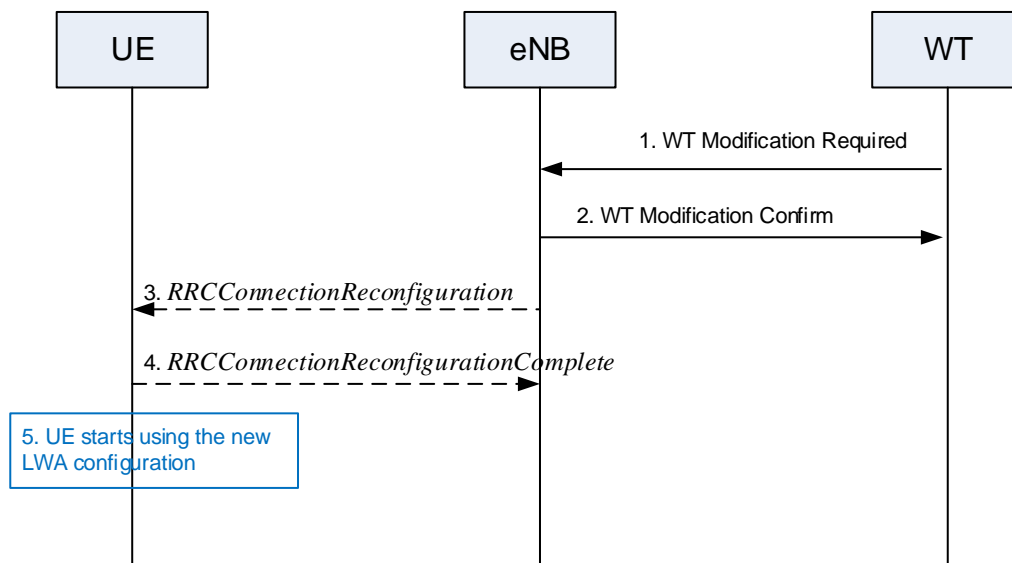 UE
eNB
WT
1. WT Modification Required
2. WT Modification Confirm
3. RRCConnectionReconfiguration
4. RRCConnectionReconfigurationComplete
5. UE starts using the new
LWA configuration